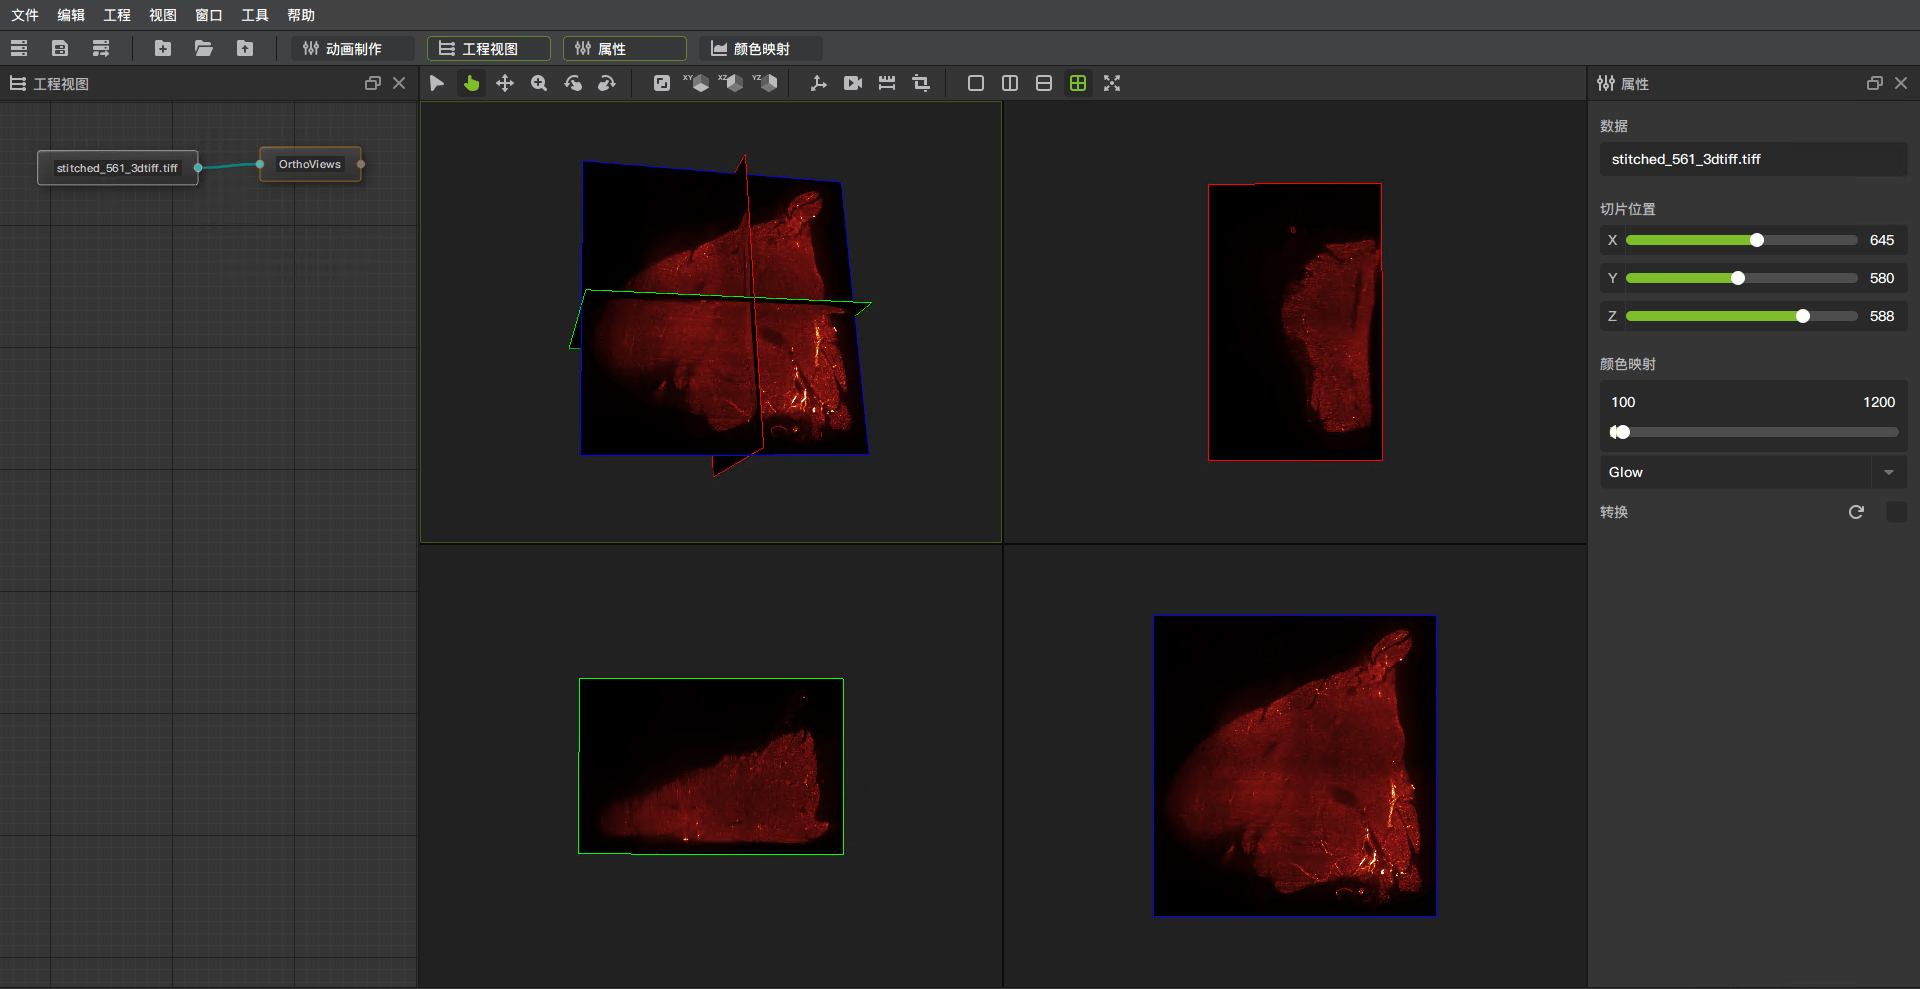 文件 编辑 工程 视图 窗口 工具 帮助
动画制作 工程视图 属性 颜色映射
工程视图
XY XZ YZ
属性
stitched_561_3dtiff.tiff
OrthoViews
数据
stitched_561_3dtiff.tiff
切片位置
X 645
Y 580
Z 588
颜色映射
100 1200
Glow
转换